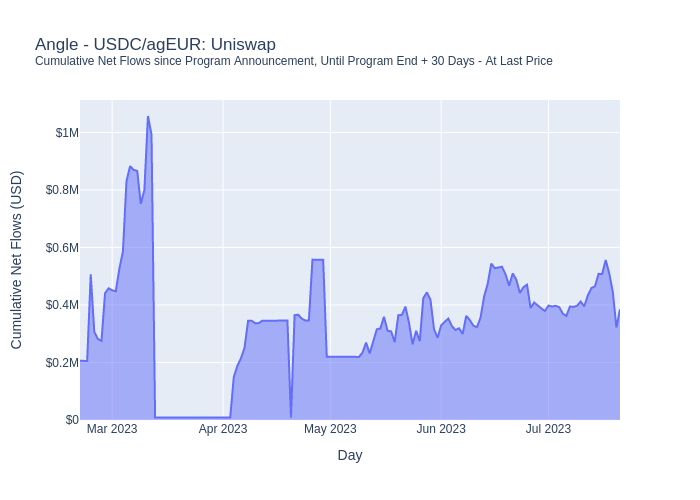 Angle - USDC/agEUR: Uniswap
Cumulative Net Flows since Program Announcement, Until Program End + 30 Days - At Last Price
Cumulative Net Flows (USD)
$1M
$0.8M
$0.6M
$0.4M
$0.2M
$0
Mar 2023 Apr 2023 May 2023 Jun 2023 Jul 2023
Day